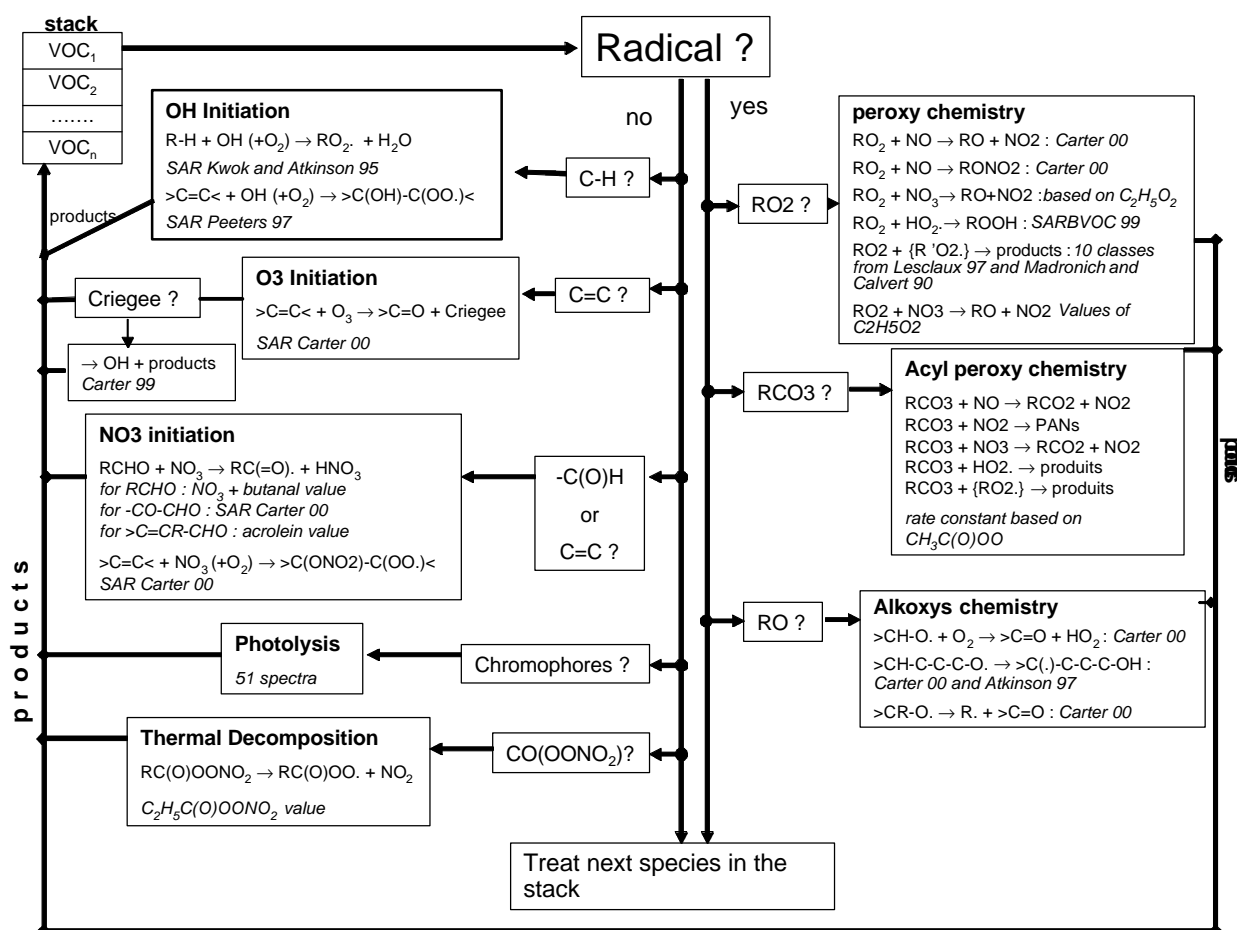 stack
VOC1
VOC2
.......
VOCn
Radical ?
no
yes
OH Initiation
R-H + OH (+O2) → RO2. + H2O
SAR Kwok and Atkinson 95
>C=C< + OH (+O2) → >C(OH)-C(OO.)<
SAR Peeters 97
C-H ?
products
O3 Initiation
>C=C< + O3 → >C=O + Criegee
SAR Carter 00
C=C ?
Criegee ?
→ OH + products
Carter 99
NO3 initiation
RCHO + NO3 → RC(=O). + HNO3
for RCHO : NO3 + butanal value
for -CO-CHO : SAR Carter 00
for >C=CR-CHO : acrolein value
>C=C< + NO3 (+O2) → >C(ONO2)-C(OO.)<
SAR Carter 00
-C(O)H
or
C=C ?
Photolysis
51 spectra
Chromophores ?
Thermal Decomposition
RC(O)OONO2 → RC(O)OO. + NO2
C2H5C(O)OONO2 value
CO(OONO2)?
products
RO2 ?
peroxy chemistry
RO2 + NO → RO + NO2 : Carter 00
RO2 + NO → RONO2 : Carter 00
RO2 + NO3 → RO+NO2 :based on C2H5O2
RO2 + HO2. → ROOH : SARBVOC 99
RO2 + {R 'O2.} → products : 10 classes
from Lesclaux 97 and Madronich and
Calvert 90
RO2 + NO3 → RO + NO2 Values of
C2H5O2
RCO3 ?
Acyl peroxy chemistry
RCO3 + NO → RCO2 + NO2
RCO3 + NO2 → PANs
RCO3 + NO3 → RCO2 + NO2
RCO3 + HO2. → produits
RCO3 + {RO2.} → produits
rate constant based on
CH3C(O)OO
RO ?
Alkoxys chemistry
>CH-O. + O2 → >C=O + HO2 : Carter 00
>CH-C-C-C-O. → >C(.)-C-C-C-OH :
Carter 00 and Atkinson 97
>CR-O. → R. + >C=O : Carter 00
Treat next species in the
stack